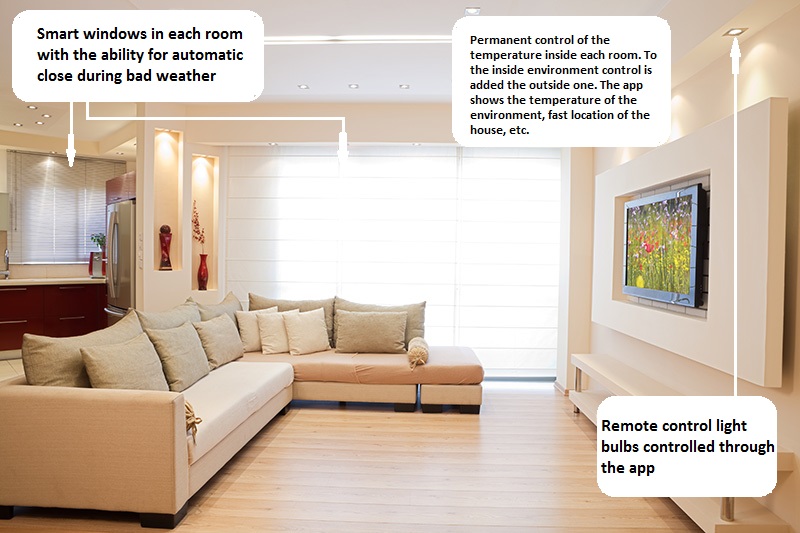 Smart windows in each room
with the ability for automatic
close during bad weather
Permanent control of the
temperature inside each room. To
the inside environment control is
added the outside one. The app
shows the temperature of the
environment, fast location of the
house, etc.
Remote control light
bulbs controlled through
the app